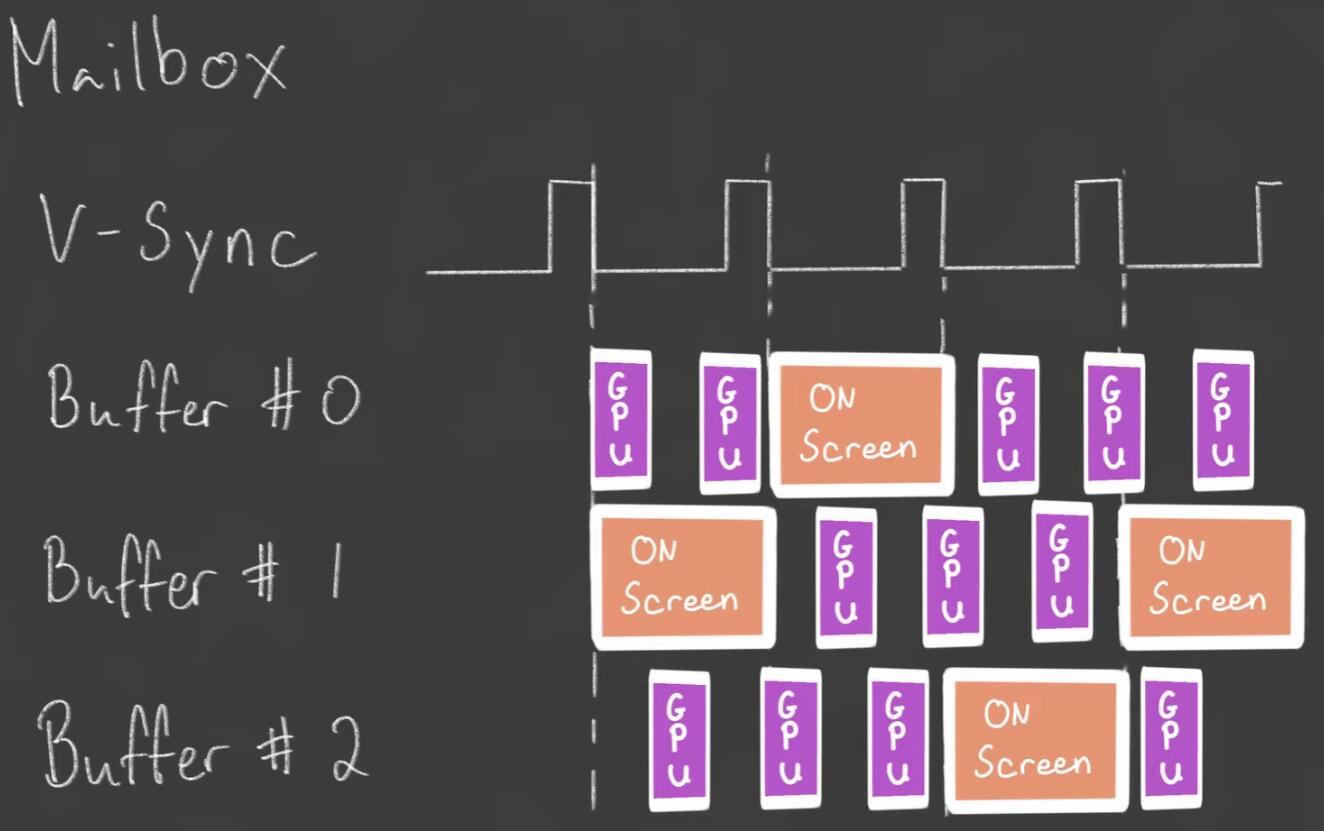 Mailbox
V-Sync
Buffer #0
GPU
GPU
ON
Screen
GPU
GPU
GPU
Buffer # 1
ON
Screen
GPU
GPU
GPU
ON
Screen
Buffer # 2
GPU
GPU
GPU
ON
Screen
GPU